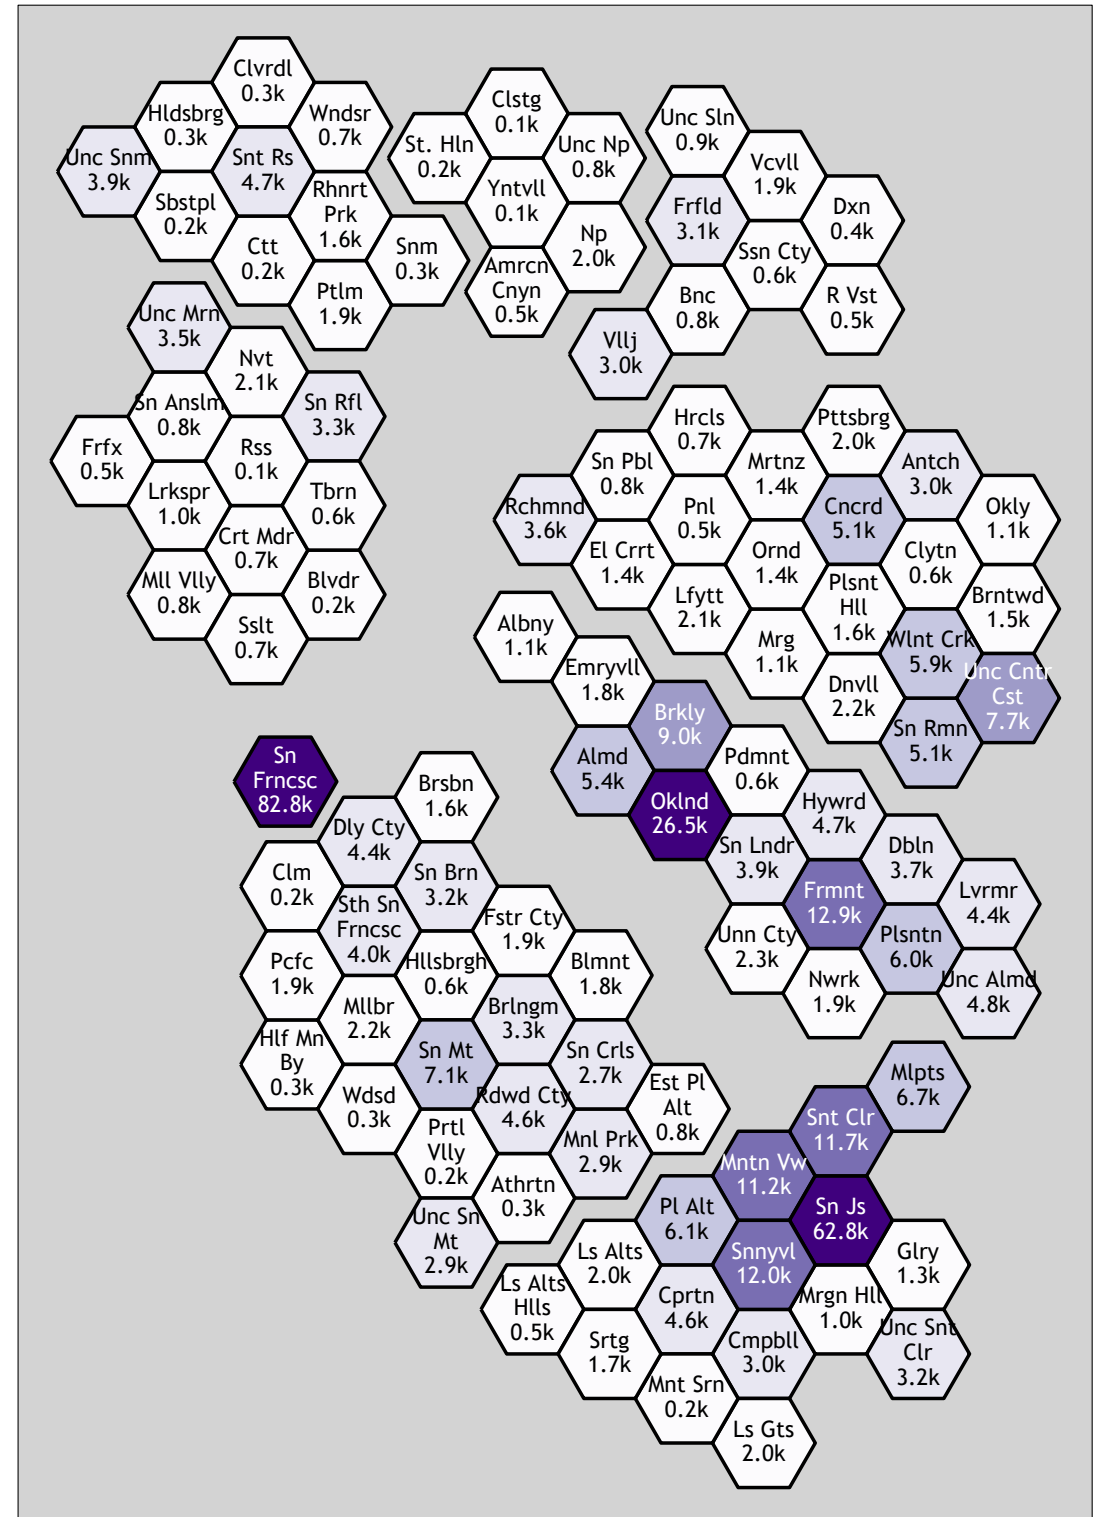 Clvrdl
0.3k
Hldsbrg
0.3k
Wndsr
0.7k
Unc Snm
3.9k
Snt Rs
4.7k
Sbstpl
0.2k
Rhnrt
Prk
1.6k
Ctt
0.2k
Snm
0.3k
Ptlm
1.9k
Clstg
0.1k
St. Hln
0.2k
Unc Np
0.8k
Yntvll
0.1k
Np
2.0k
Amrcn
Cnyn
0.5k
Unc Sln
0.9k
Vcvll
1.9k
Frfld
3.1k
Dxn
0.4k
Ssn Cty
0.6k
Bnc
0.8k
R Vst
0.5k
Vllj
3.0k
Unc Mrn
3.5k
Nvt
2.1k
Sn Anslm
0.8k
Sn Rfl
3.3k
Frfx
0.5k
Rss
0.1k
Lrkspr
1.0k
Tbrn
0.6k
Crt Mdr
0.7k
Mll Vlly
0.8k
Blvdr
0.2k
Sslt
0.7k
Hrcls
0.7k
Pttsbrg
2.0k
Sn Pbl
0.8k
Mrtnz
1.4k
Antch
3.0k
Rchmnd
3.6k
Pnl
0.5k
Cncrd
5.1k
Okly
1.1k
El Crrt
1.4k
Ornd
1.4k
Clytn
0.6k
Lfytt
2.1k
Plsnt
Hll
1.6k
Brntwd
1.5k
Mrg
1.1k
Wlnt Crk
5.9k
Dnvll
2.2k
Unc Cntr
Cst
7.7k
Sn Rmn
5.1k
Albny
1.1k
Emryvll
1.8k
Brkly
9.0k
Almd
5.4k
Pdmnt
0.6k
Oklnd
26.5k
Hywrd
4.7k
Sn Lndr
3.9k
Dbln
3.7k
Frmnt
12.9k
Lvrmr
4.4k
Unn Cty
2.3k
Plsntn
6.0k
Nwrk
1.9k
Unc Almd
4.8k
Sn
Frncsc
82.8k
Brsbn
1.6k
Dly Cty
4.4k
Clm
0.2k
Sn Brn
3.2k
Sth Sn
Frncsc
4.0k
Fstr Cty
1.9k
Pcfc
1.9k
Hllsbrgh
0.6k
Blmnt
1.8k
Mllbr
2.2k
Brlngm
3.3k
Hlf Mn
By
0.3k
Sn Mt
7.1k
Sn Crls
2.7k
Wdsd
0.3k
Rdwd Cty
4.6k
Est Pl
Alt
0.8k
Prtl
Vlly
0.2k
Mnl Prk
2.9k
Athrtn
0.3k
Unc Sn
Mt
2.9k
Mlpts
6.7k
Snt Clr
11.7k
Mntn Vw
11.2k
Pl Alt
6.1k
Sn Js
62.8k
Ls Alts
2.0k
Snnyvl
12.0k
Glry
1.3k
Ls Alts
Hlls
0.5k
Cprtn
4.6k
Mrgn Hll
1.0k
Srtg
1.7k
Cmpbll
3.0k
Unc Snt
Clr
3.2k
Mnt Srn
0.2k
Ls Gts
2.0k